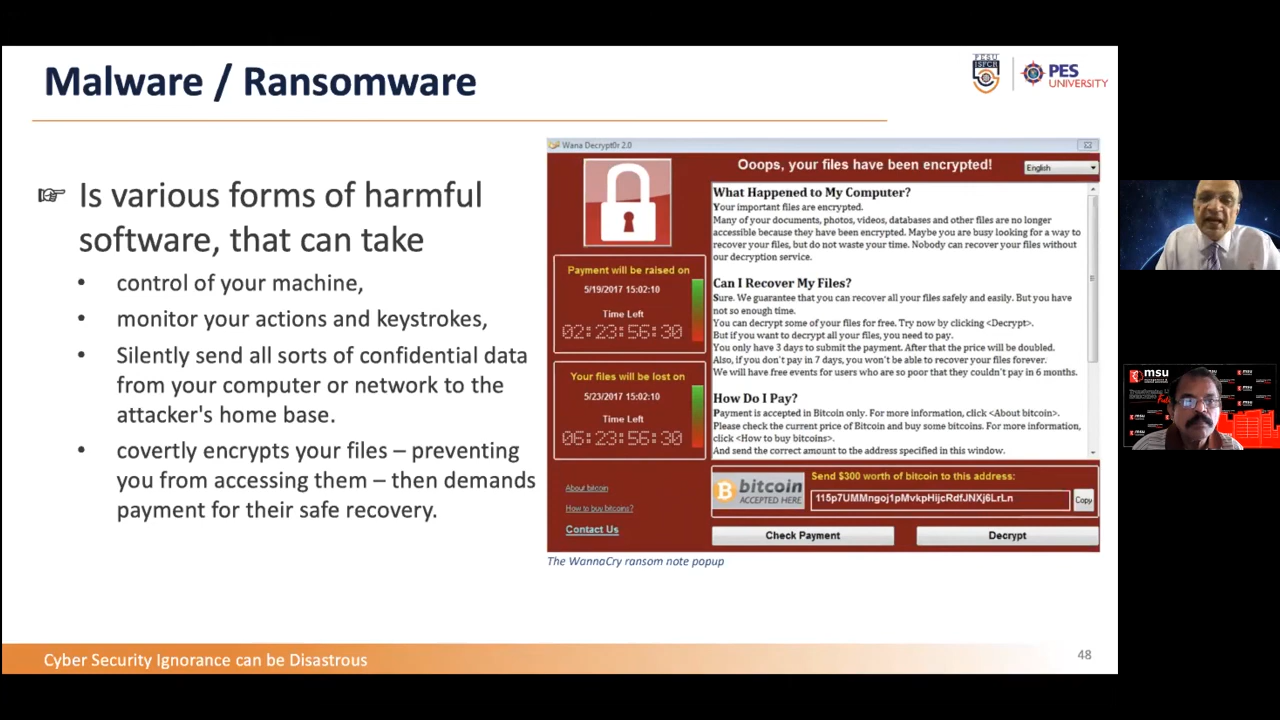 Malware / Ransomware
PESU
PES
UNIVERSITY
Is various forms of harmful
software, that can take
• control of your machine,
• monitor your actions and keystrokes,
• Silently send all sorts of confidential data
from your computer or network to the
attacker's home base.
• covertly encrypts your files – preventing
you from accessing them – then demands
payment for their safe recovery.
Wana Decrypt0r 2.0
Ooops, your files have been encrypted!
English
Payment will be raised on
5/19/2017 15:02:10
Time Left
02:23:56:30
Your files will be lost on
5/23/2017 15:02:10
Time Left
06:23:56:30
About bitcoin
How to buy bitcoins?
Contact Us
What Happened to My Computer?
Your important files are encrypted.
Many of your documents, photos, videos, databases and other files are no longer
accessible because they have been encrypted. Maybe you are busy looking for a way to
recover your files, but do not waste your time. Nobody can recover your files without
our decryption service.
Can I Recover My Files?
Sure. We guarantee that you can recover all your files safely and easily. But you have
not so enough time.
You can decrypt some of your files for free. Try now by clicking <Decrypt>.
But if you want to decrypt all your files, you need to pay.
You only have 3 days to submit the payment. After that the price will be doubled.
Also, if you don't pay in 7 days, you won't be able to recover your files forever.
We will have free events for users who are so poor that they couldn't pay in 6 months.
How Do I Pay?
Payment is accepted in Bitcoin only. For more information, click <About bitcoin>.
Please check the current price of Bitcoin and buy some bitcoins. For more information,
click <How to buy bitcoins>.
And send the correct amount to the address specified in this window.
bitcoin
ACCEPTED HERE
Send $300 worth of bitcoin to this address:
115p7UMMngoj1pMvkpHijcRdfJNXj6LrLn
Copy
Check Payment
Decrypt
The WannaCry ransom note popup
Cyber Security Ignorance can be Disastrous
48
msu
msu
msu
msu